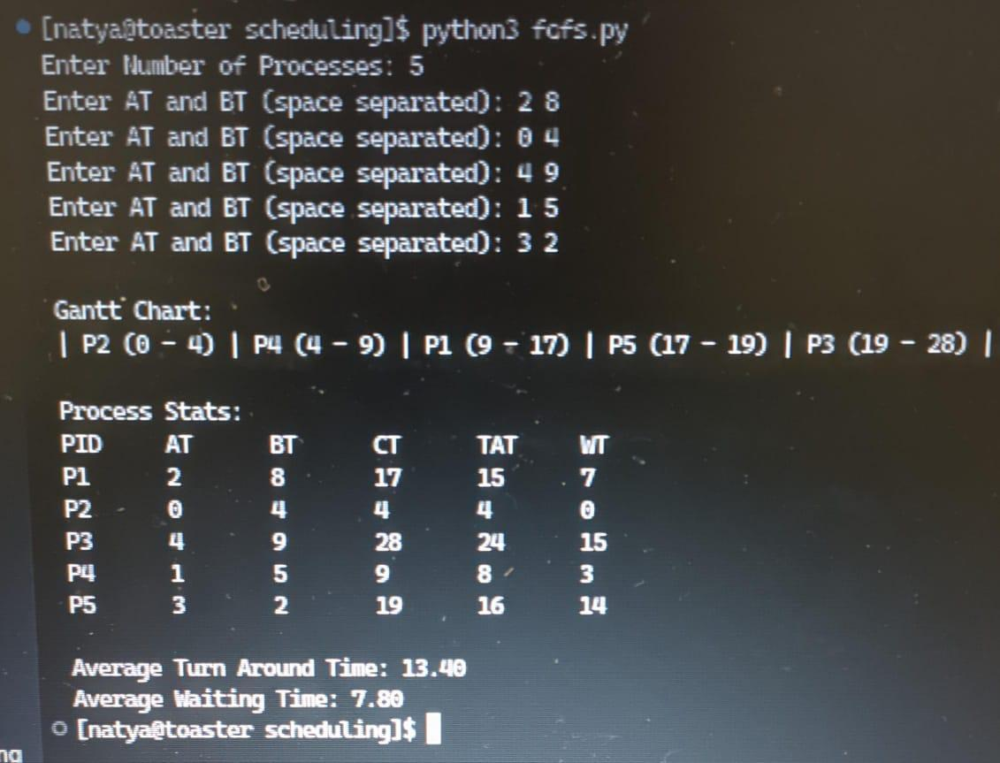 [natya@toaster scheduling]$ python3 fcfs.py
Enter Number of Processes: 5
Enter AT and BT (space separated): 2 8
Enter AT and BT (space separated): 0 4
Enter AT and BT (space separated): 4 9
Enter AT and BT (space separated): 1 5
Enter AT and BT (space separated): 3 2
Gantt Chart:
| P2 (0 - 4) | P4 (4 - 9) | P1 (9 - 17) | P5 (17 - 19) | P3 (19 - 28) |
Process Stats:
PID AT BT CT TAT WT
P1 2 8 17 15 7
P2 0 4 4 4 0
P3 4 9 28 24 15
P4 1 5 9 8 3
P5 3 2 19 16 14
Average Turn Around Time: 13.40
Average Waiting Time: 7.80
[natya@toaster scheduling]$